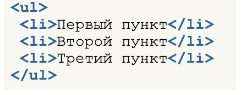 <ul>
<li>Первый пункт</li>
<li>Второй пункт</li>
<li>Третий пункт</li>
</ul>